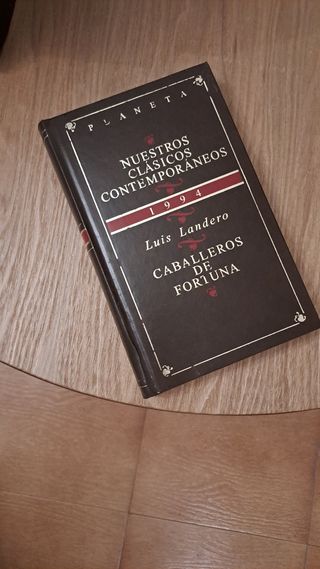 PLANETA
NUESTROS
CLÁSICOS
CONTEMPORÁNEOS
1994
Luis Landero
CABALLEROS
DE
FORTUNA